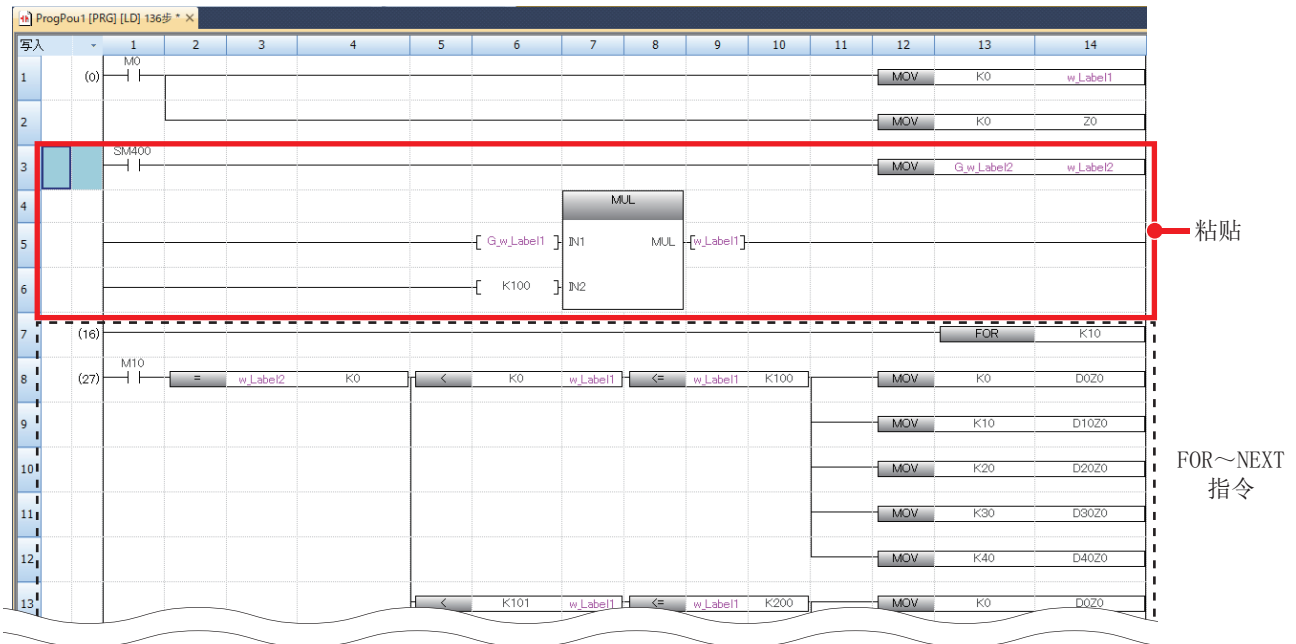 ProgPou1 [PRG] [LD] 136步 * ×
写入 1 2 3 4 5 6 7 8 9 10 11 12 13 14
M0
1 (0) MOV K0 w_Label1
2 MOV K0 Z0
SM400
3 MOV G_w_Label2 w_Label2
4 MUL
5 G_w_Label1 IN1 MUL w_Label1
6 K100 IN2
粘贴
7 (16) FOR K10
M10
8 (27) = w_Label2 K0 < K0 w_Label1 <= w_Label1 K100 MOV K0 D0Z0
9 MOV K10 D10Z0
10 MOV K20 D20Z0
FOR～NEXT
指令
11 MOV K30 D30Z0
12 MOV K40 D40Z0
13 < K101 w_Label1 <= w_Label1 K200 MOV K0 D0Z0